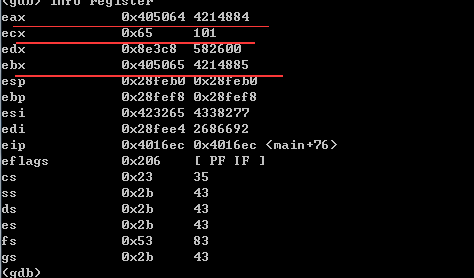 (gdb) info register
eax 0x405064 4214884
ecx 0x65 101
edx 0x8e3c8 582600
ebx 0x405065 4214885
esp 0x28feb0 0x28feb0
ebp 0x28fef8 0x28fef8
esi 0x423265 4338277
edi 0x28fee4 2686692
eip 0x4016ec 0x4016ec <main+76>
eflags 0x206 [ PF IF ]
cs 0x23 35
ss 0x2b 43
ds 0x2b 43
es 0x2b 43
fs 0x53 83
gs 0x2b 43
(gdb)